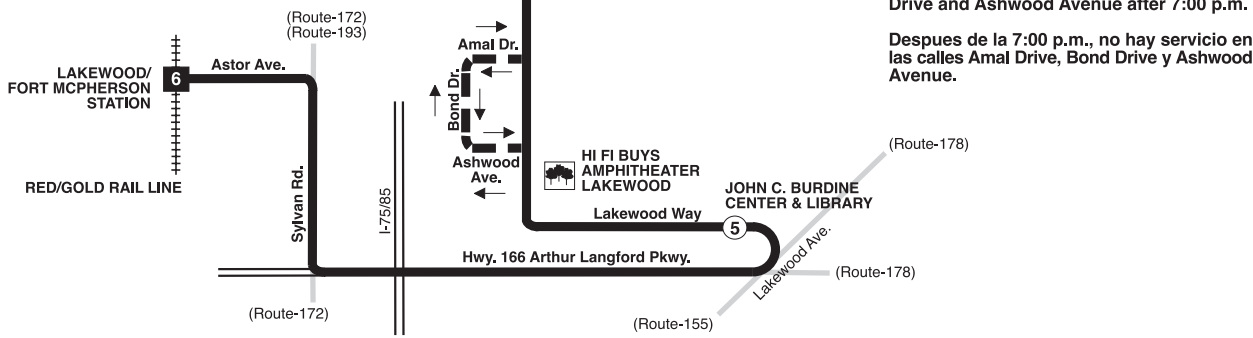 Drive and Ashwood Avenue after 7:00 p.m.
Despues de la 7:00 p.m., no hay servicio en
las calles Amal Drive, Bond Drive y Ashwood
Avenue.
(Route-172)
(Route-193)
Amal Dr.
Astor Ave.
LAKEWOOD/
FORT MCPHERSON
STATION
6
Bond Dr.
Ashwood
Ave.
(Route-178)
HI FI BUYS
AMPHITHEATER
LAKEWOOD
RED/GOLD RAIL LINE
JOHN C. BURDINE
CENTER & LIBRARY
Sylvan Rd.
I-75/85
Lakewood Way
5
Lakewood Ave.
Hwy. 166 Arthur Langford Pkwy.
(Route-178)
(Route-172)
(Route-155)